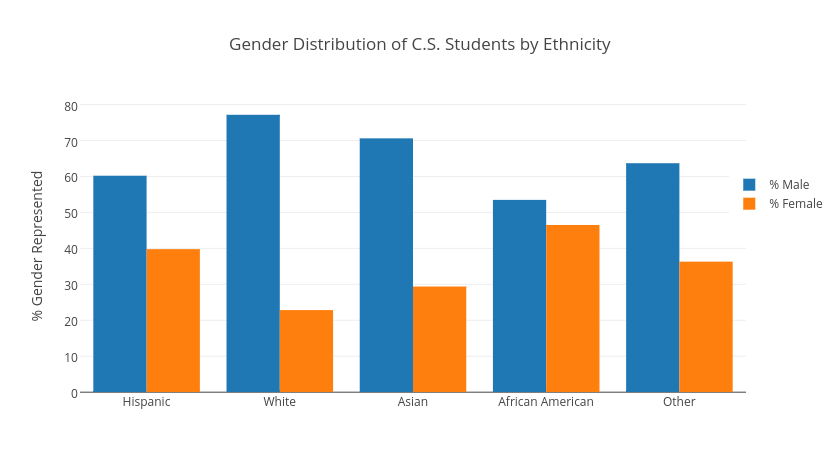 Gender Distribution of C.S. Students by Ethnicity
% Gender Represented
80
70
60
50
40
30
20
10
0
Hispanic
White
Asian
African American
Other
% Male
% Female